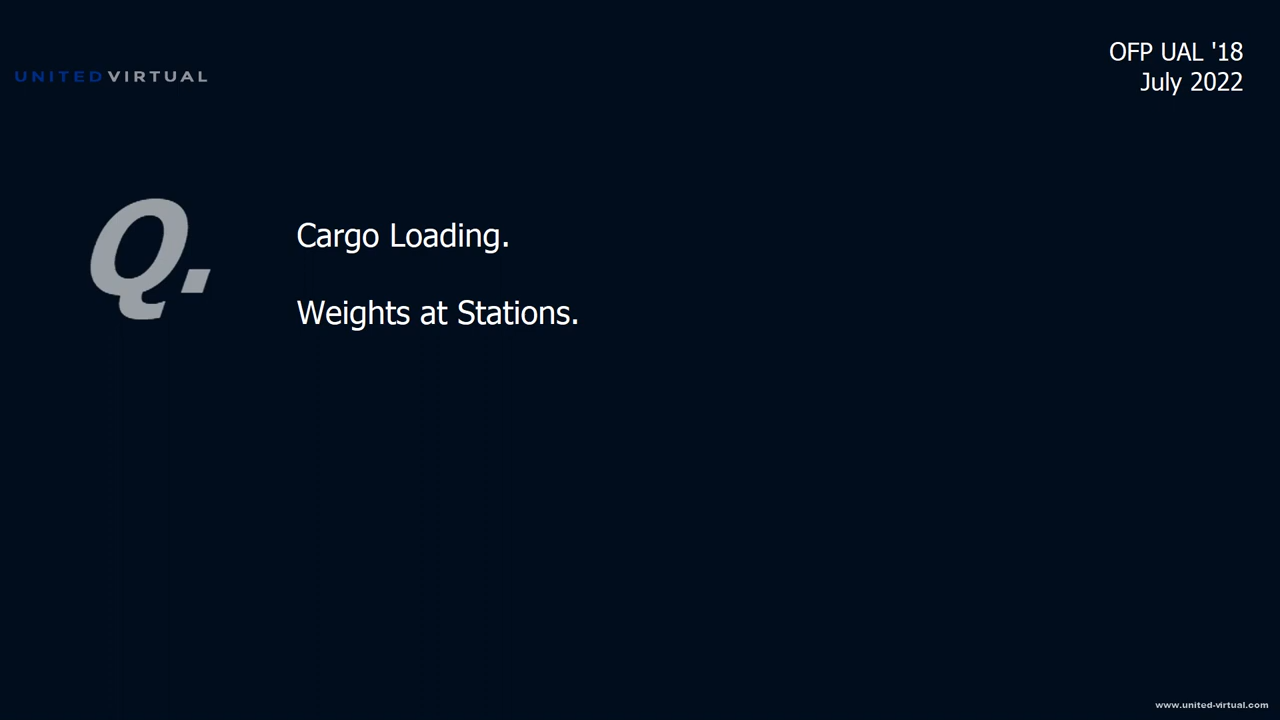 OFP UAL '18
July 2022
UNITEDVIRTUAL
Q.
Cargo Loading.
Weights at Stations.
www.united-virtual.com